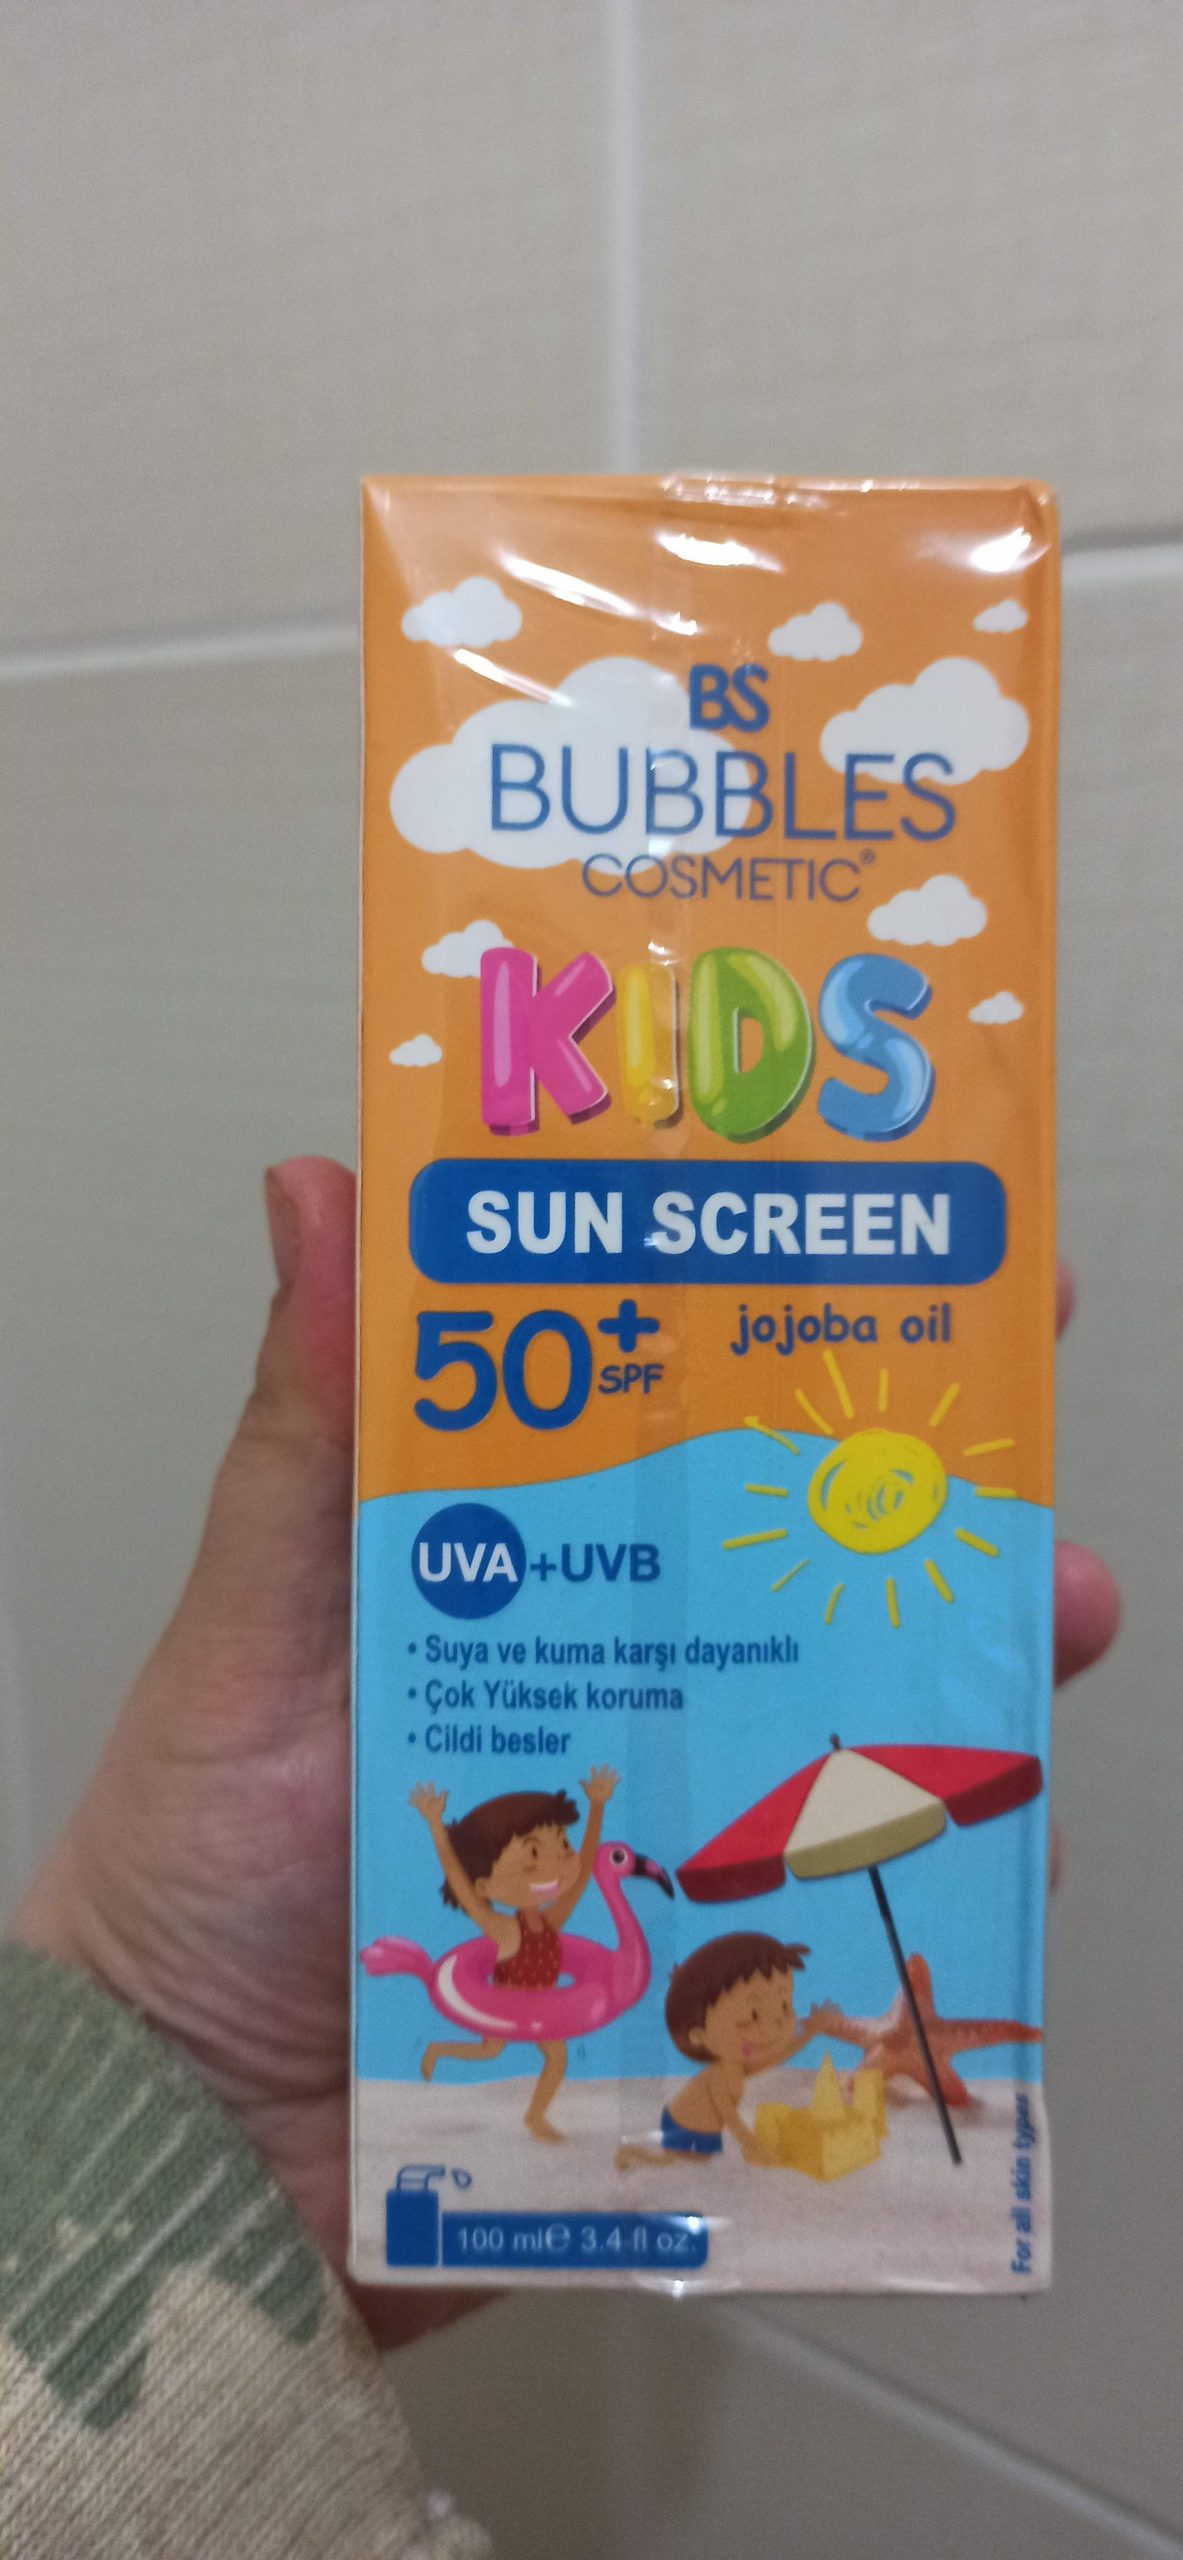 BS
BUBBLES
COSMETIC®
KIDS
SUN SCREEN
50+ SPF
jojoba oil
UVA+UVB
• Suya ve kuma karşı dayanıklı
• Çok Yüksek koruma
• Cildi besler
100 ml℮ 3.4 fl oz.
For all skin types